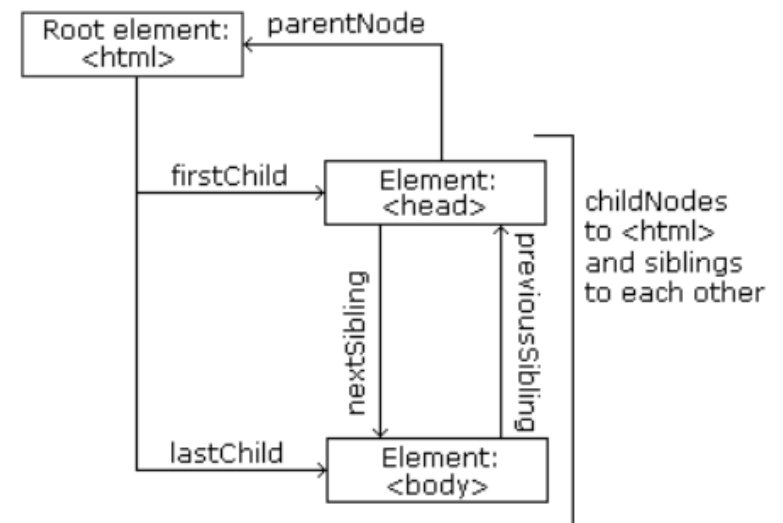 Root element:
<html>
parentNode
firstChild
Element:
<head>
nextSibling
previousSibling
childNodes
to <html>
and siblings
to each other
lastChild
Element:
<body>